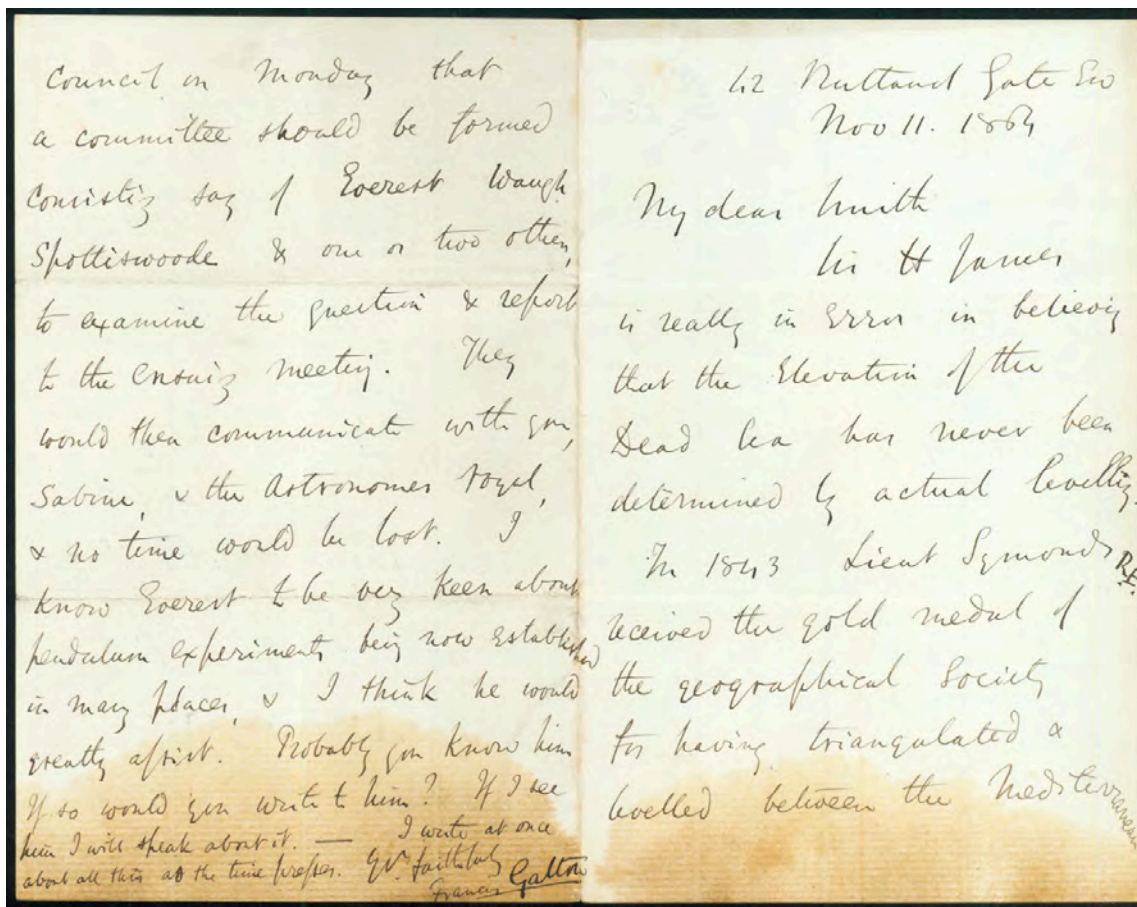 Council on Monday that
a committee should be formed
Consistig say of Everest Waugh
Spottiswoode & one or two others,
to examine the question & report
to the ensuig meetig. They
would then communicate with you,
Sabine, & the Astronomer Royal,
& no time would be lost. I
know Everest to be very keen about
pendulum experiments being now established
in many places, & I think he would
greatly assist. Probably you know him
If so would you write to him? If I see
him I will speak about it. — I write at once
about all this as the time presses. Yrs. faithfully
Francis Galton
42 Rutland Gate SW
Nov 11. 1864
My dear Smith
Sir H James
is really in Error in believig
that the Elevation of the
Dead Sea has never been
determined by actual levellig.
In 1843 Lieut Symonds R.E.
received the gold medal of
the geographical Society
for having triangulated &
levelled between the Mediterranean